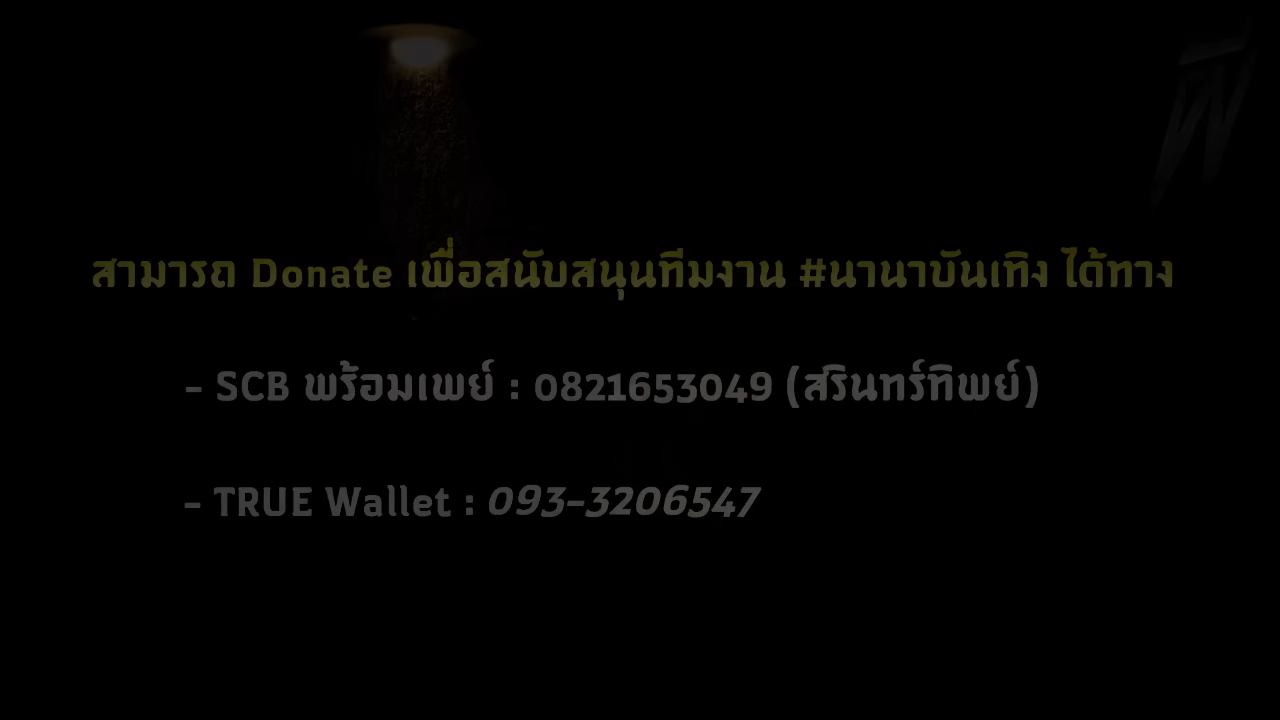 สามารถ Donate เพื่อสนับสนุนทีมงาน #นานาบันเทิง ได้ทาง
- SCB พร้อมเพย์ : 0821653049 (สรินทร์ทิพย์)
- TRUE Wallet : 093-3206547